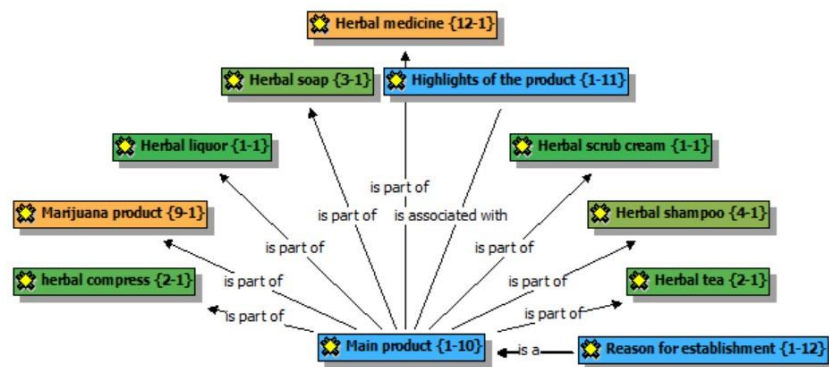 Herbal medicine {12-1}
Herbal soap {3-1}
Highlights of the product {1-11}
Herbal liquor {1-1}
Herbal scrub cream {1-1}
is part of
Marijuana product {9-1}
is part of
is associated with
Herbal shampoo {4-1}
is part of
is part of
herbal compress {2-1}
is part of
is part of
Herbal tea {2-1}
is part of
is part of
Main product {1-10}
is a
Reason for establishment {1-12}